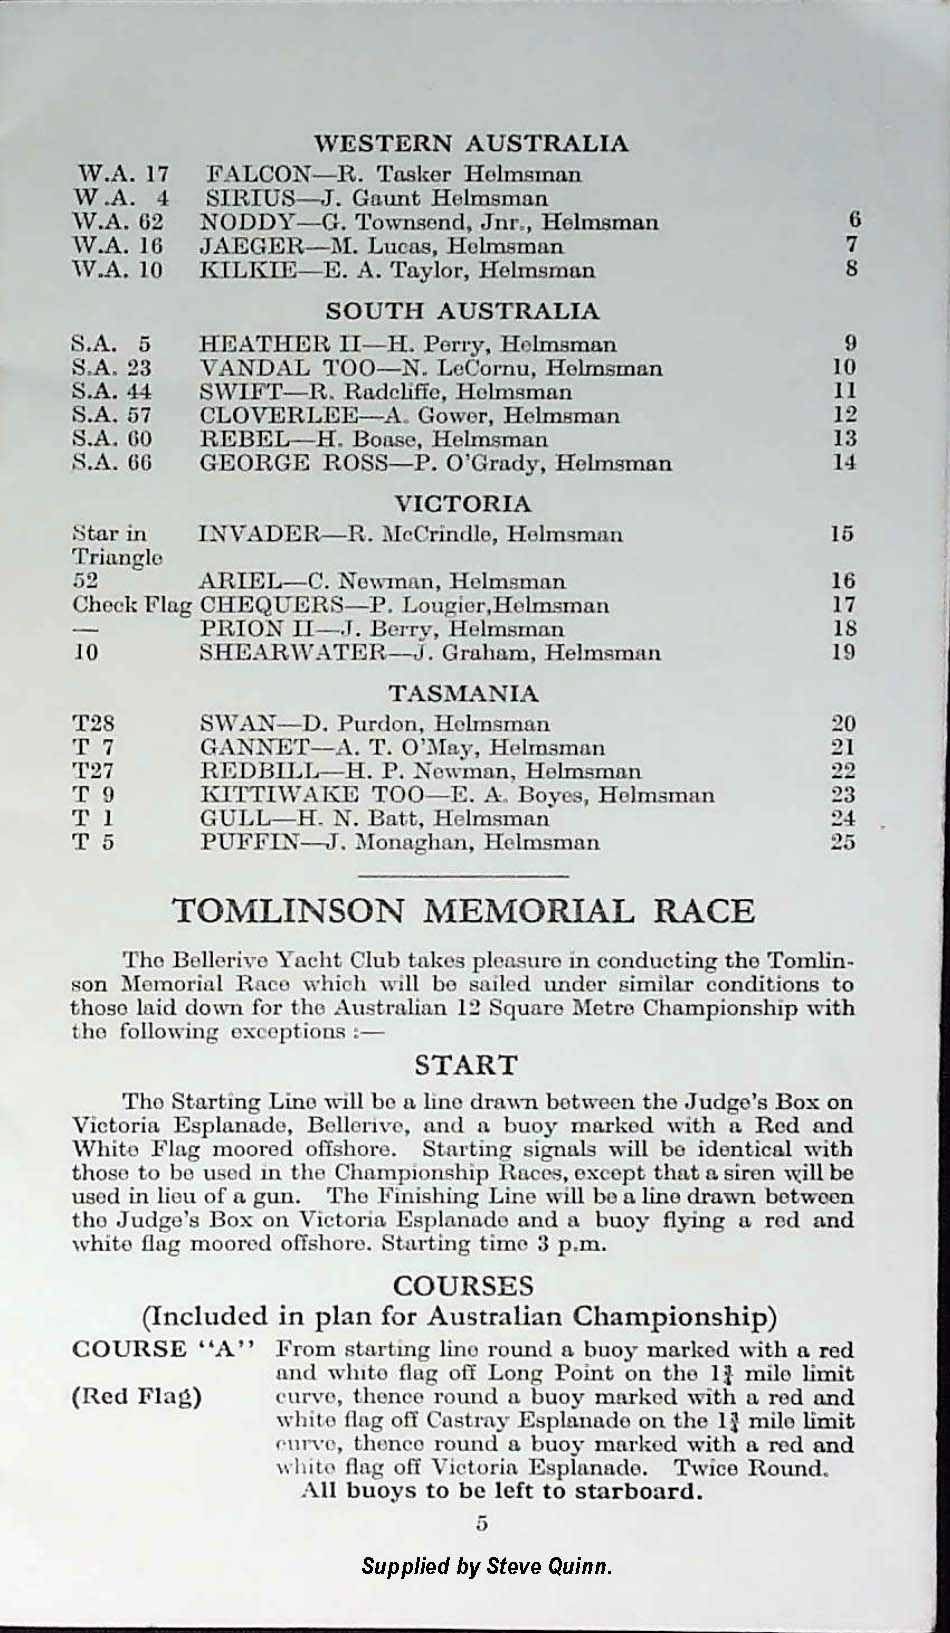 WESTERN AUSTRALIA
W.A. 17 FALCON—R. Tasker Helmsman
W.A. 4 SIRIUS—J. Gaunt Helmsman
W.A. 62 NODDY—G. Townsend, Jnr., Helmsman 6
W.A. 16 JAEGER—M. Lucas, Helmsman 7
W.A. 10 KILKIE—E. A. Taylor, Helmsman 8
SOUTH AUSTRALIA
S.A. 5 HEATHER II—H. Perry, Helmsman 9
S.A. 23 VANDAL TOO—N. LeCornu, Helmsman 10
S.A. 44 SWIFT—R. Radcliffe, Helmsman 11
S.A. 57 CLOVERLEE—A. Gower, Helmsman 12
S.A. 60 REBEL—H. Boase, Helmsman 13
S.A. 66 GEORGE ROSS—P. O'Grady, Helmsman 14
VICTORIA
Star in INVADER—R. McCrindle, Helmsman 15
Triangle
52 ARIEL—C. Newman, Helmsman 16
Check Flag CHEQUERS—P. Lougier,Helmsman 17
— PRION II—J. Berry, Helmsman 18
10 SHEARWATER—J. Graham, Helmsman 19
TASMANIA
T28 SWAN—D. Purdon, Helmsman 20
T 7 GANNET—A. T. O'May, Helmsman 21
T27 REDBILL—H. P. Newman, Helmsman 22
T 9 KITTIWAKE TOO—E. A. Boyes, Helmsman 23
T 1 GULL—H. N. Batt, Helmsman 24
T 5 PUFFIN—J. Monaghan, Helmsman 25
TOMLINSON MEMORIAL RACE
The Bellerive Yacht Club takes pleasure in conducting the Tomlin-
son Memorial Race which will be sailed under similar conditions to
those laid down for the Australian 12 Square Metre Championship with
the following exceptions :—
START
The Starting Line will be a line drawn between the Judge's Box on
Victoria Esplanade, Bellerive, and a buoy marked with a Red and
White Flag moored offshore. Starting signals will be identical with
those to be used in the Championship Races, except that a siren will be
used in lieu of a gun. The Finishing Line will be a line drawn between
the Judge's Box on Victoria Esplanade and a buoy flying a red and
white flag moored offshore. Starting time 3 p.m.
COURSES
(Included in plan for Australian Championship)
COURSE "A" From starting line round a buoy marked with a red
and white flag off Long Point on the 1¾ mile limit
(Red Flag) curve, thence round a buoy marked with a red and
white flag off Castray Esplanade on the 1¾ mile limit
curve, thence round a buoy marked with a red and
white flag off Victoria Esplanade. Twice Round.
All buoys to be left to starboard.
5
Supplied by Steve Quinn.